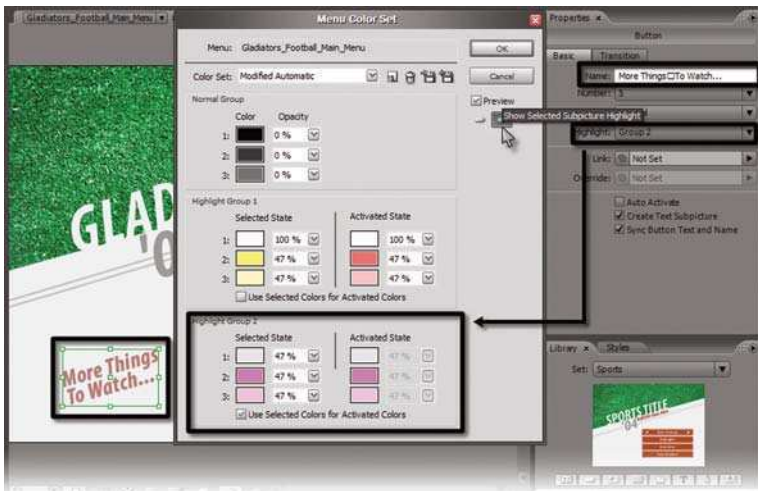 Gladiators_Football_Main_Menu
Menu Color Set
Menu: Gladiators_Football_Main_Menu
OK
Color Set: Modified Automatic
Cancel
Preview
Show Selected Subpicture Highlight
Normal Group
Color Opacity
1: 0 %
2: 0 %
3: 0 %
Highlight Group 1
Selected State Activated State
1: 100 % 100 %
2: 47 % 47 %
3: 47 % 47 %
Use Selected Colors for Activated Colors
Highlight Group 2
Selected State Activated State
1: 47 % 47 %
2: 47 % 47 %
3: 47 % 47 %
Use Selected Colors for Activated Colors
GLAD
'0
More Things
To Watch...
Properties
Button
Basic Transition
Name: More Things□To Watch...
Number: 3
Highlight: Group 2
Link: Not Set
Override: Not Set
Auto Activate
Create Text Subpicture
Sync Button Text and Name
Library Styles
Set: Sports
SPORTS TITLE
'04